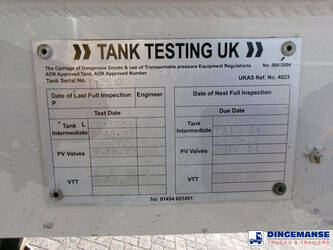 TANK TESTING UK
The Carriage of Dangerous Goods & use of Transportable pressure Equipment Regulations
No. 568:2004
ADR Approved Tank, ADR Approved Number
Tank Serial No.
UKAS Ref. No. 4023
Date of Last Full Inspection
Engineer
Date of Next Full Inspection
P
Test Date
Due Date
Tank L
Intermediate
Tank
Intermediate
PV Valves
PV Valves
VTT
VTT
Tel: 01454 631451
DINGEMANSE
TRUCKS & TRAILERS